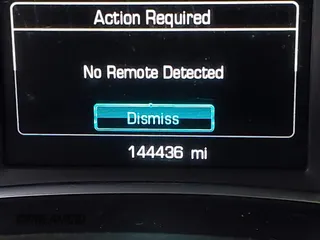 Action Required
No Remote Detected
Dismiss
144436 mi